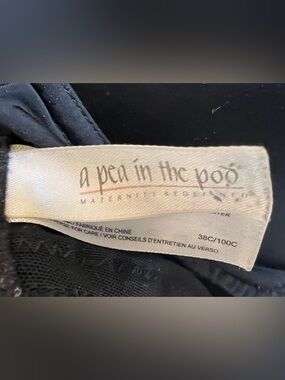 a pea in the pod
MATERNITY REDEFINED
FABRIQUÉ EN CHINE
FOR CARE / VOIR CONSEILS D'ENTRETIEN AU VERSO
38C/100C